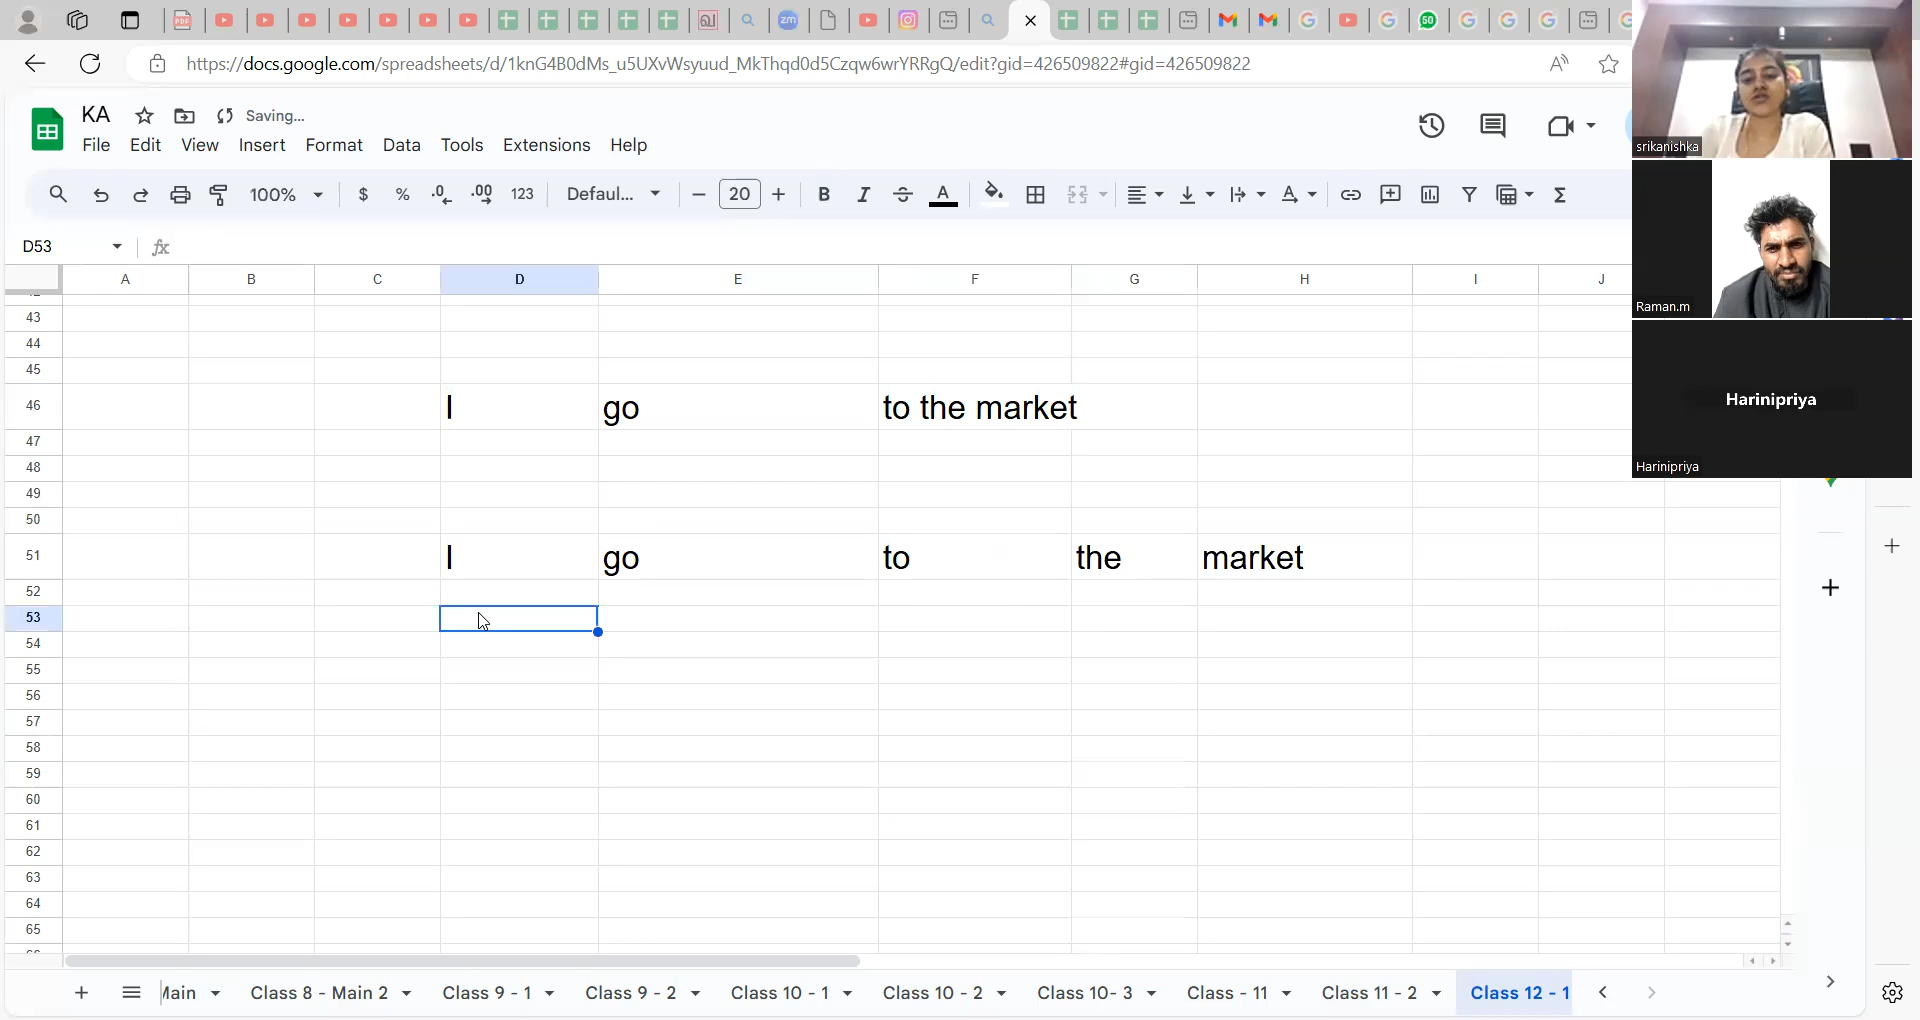 50
https://docs.google.com/spreadsheets/d/1knG4B0dMs_u5UXvWsyuud_MkThqd0d5Czqw6wrYRRgQ/edit?gid=426509822#gid=426509822
KA
Saving...
File Edit View Insert Format Data Tools Extensions Help
100% $ % .0 .00 123 Defaul... 20 B I S A
D53 fx
A B C D E F G H I J
43
44
45
46 I go to the market
47
48
49
50
51 I go to the market
52
53
54
55
56
57
58
59
60
61
62
63
64
65
Class 8 - Main 2 Class 9 - 1 Class 9 - 2 Class 10 - 1 Class 10 - 2 Class 10- 3 Class - 11 Class 11 - 2 Class 12 - 1
srikanishka
Raman.m
Harinipriya
Harinipriya